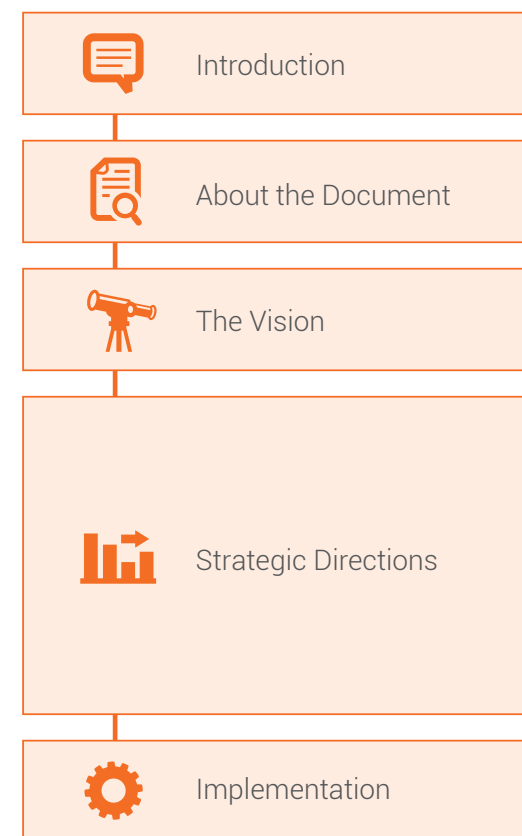 Introduction
About the Document
The Vision
Strategic Directions
Implementation